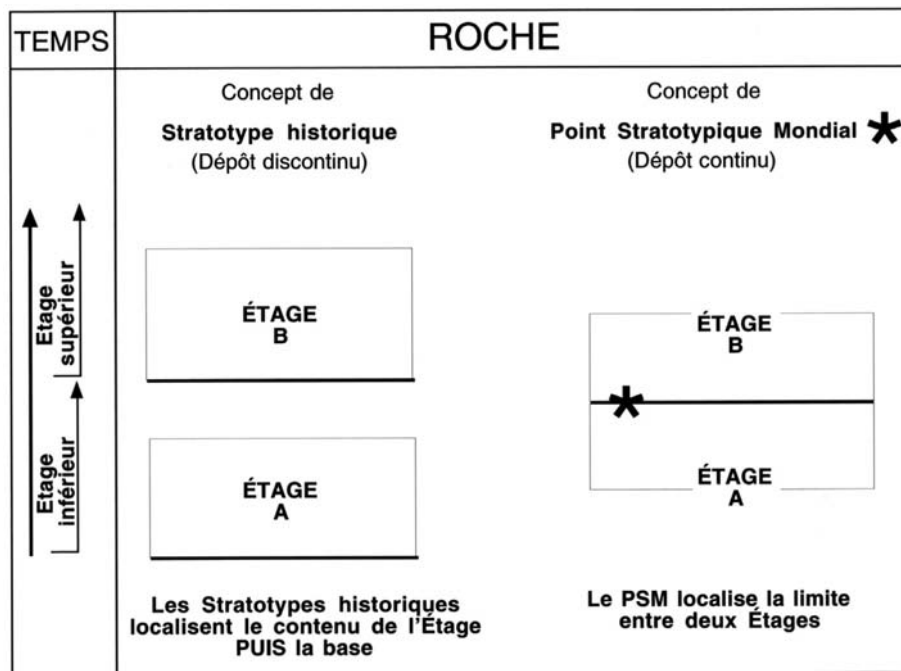 TEMPS
ROCHE
Concept de
Stratotype historique
(Dépôt discontinu)
Concept de
Point Stratotypique Mondial *
(Dépôt continu)
Etage
supérieur
Etage
inférieur
ÉTAGE
B
ÉTAGE
A
ÉTAGE
B
*
ÉTAGE
A
Les Stratotypes historiques
localisent le contenu de l'Étage
PUIS la base
Le PSM localise la limite
entre deux Étages